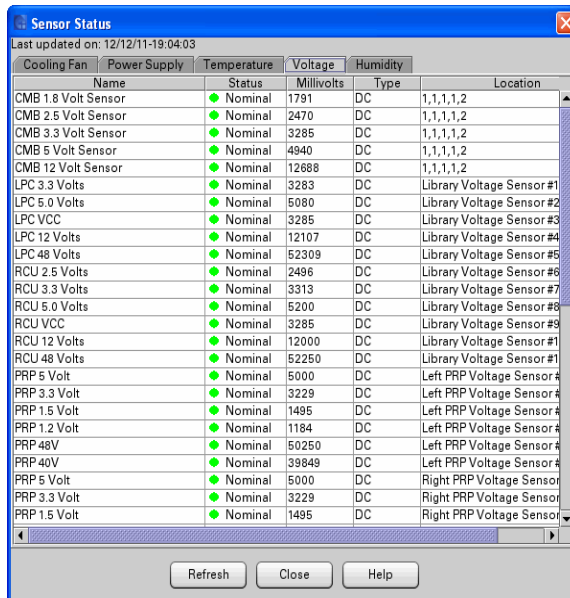 Sensor Status
Last updated on: 12/12/11-19:04:03
Cooling Fan Power Supply Temperature Voltage Humidity
Name Status Millivolts Type Location
CMB 1.8 Volt Sensor Nominal 1791 DC 1,1,1,1,2
CMB 2.5 Volt Sensor Nominal 2470 DC 1,1,1,1,2
CMB 3.3 Volt Sensor Nominal 3285 DC 1,1,1,1,2
CMB 5 Volt Sensor Nominal 4940 DC 1,1,1,1,2
CMB 12 Volt Sensor Nominal 12688 DC 1,1,1,1,2
LPC 3.3 Volts Nominal 3283 DC Library Voltage Sensor #1
LPC 5.0 Volts Nominal 5080 DC Library Voltage Sensor #2
LPC VCC Nominal 3285 DC Library Voltage Sensor #3
LPC 12 Volts Nominal 12107 DC Library Voltage Sensor #4
LPC 48 Volts Nominal 52309 DC Library Voltage Sensor #5
RCU 2.5 Volts Nominal 2496 DC Library Voltage Sensor #6
RCU 3.3 Volts Nominal 3313 DC Library Voltage Sensor #7
RCU 5.0 Volts Nominal 5200 DC Library Voltage Sensor #8
RCU VCC Nominal 3285 DC Library Voltage Sensor #9
RCU 12 Volts Nominal 12000 DC Library Voltage Sensor #1
RCU 48 Volts Nominal 52250 DC Library Voltage Sensor #1
PRP 5 Volt Nominal 5000 DC Left PRP Voltage Sensor #
PRP 3.3 Volt Nominal 3229 DC Left PRP Voltage Sensor #
PRP 1.5 Volt Nominal 1495 DC Left PRP Voltage Sensor #
PRP 1.2 Volt Nominal 1184 DC Left PRP Voltage Sensor #
PRP 48V Nominal 50250 DC Left PRP Voltage Sensor #
PRP 40V Nominal 39849 DC Left PRP Voltage Sensor #
PRP 5 Volt Nominal 5000 DC Right PRP Voltage Sensor
PRP 3.3 Volt Nominal 3229 DC Right PRP Voltage Sensor
PRP 1.5 Volt Nominal 1495 DC Right PRP Voltage Sensor
Refresh Close Help